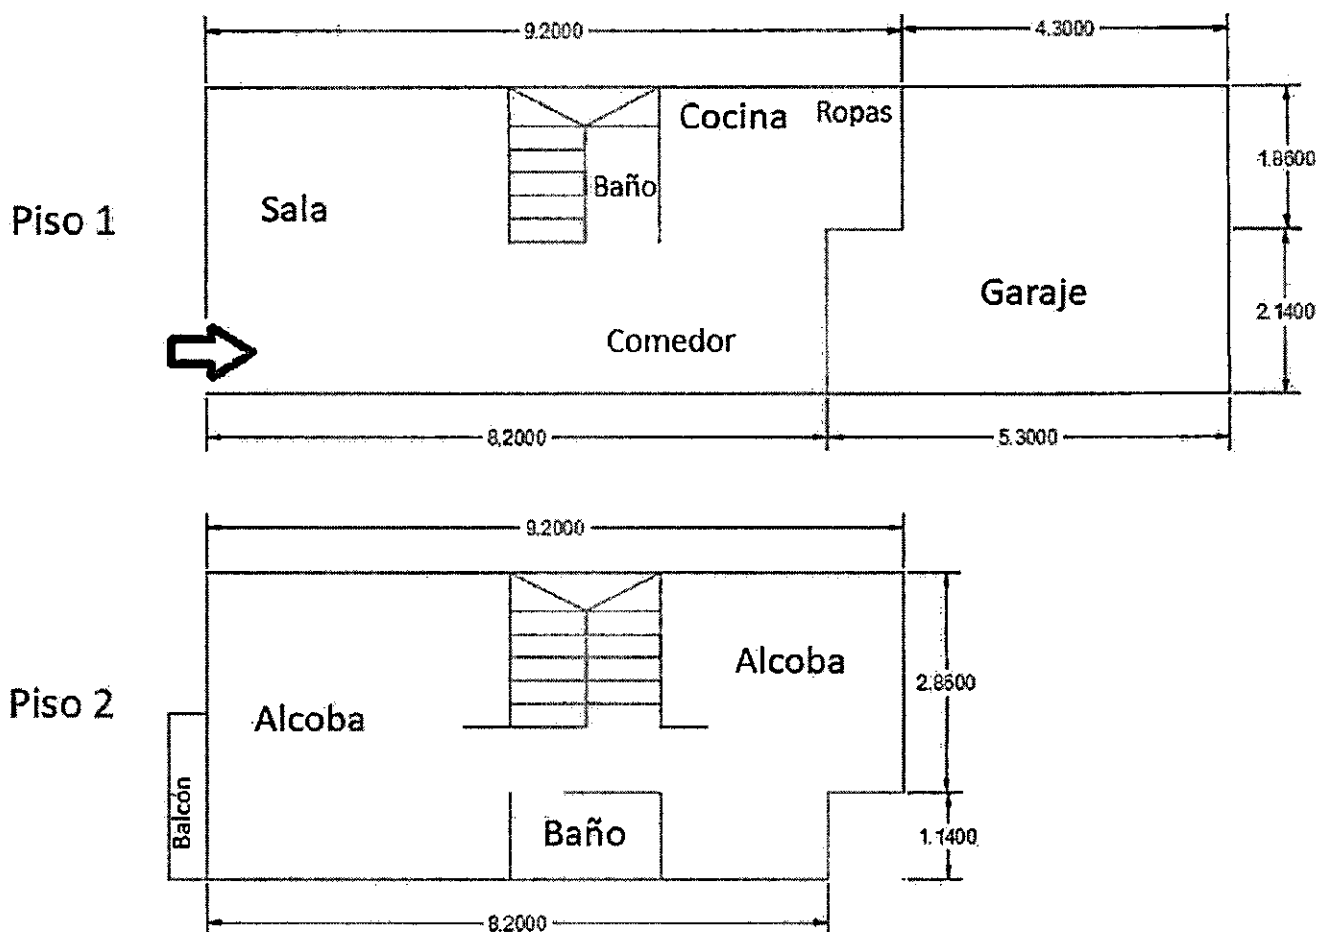 9.2000
4.3000
Cocina
Ropas
1.8600
Baño
Piso 1
Sala
Garaje
2.1400
Comedor
8.2000
5.3000
9.2000
Alcoba
2.8600
Piso 2
Alcoba
Balcón
Baño
1.1400
8.2000